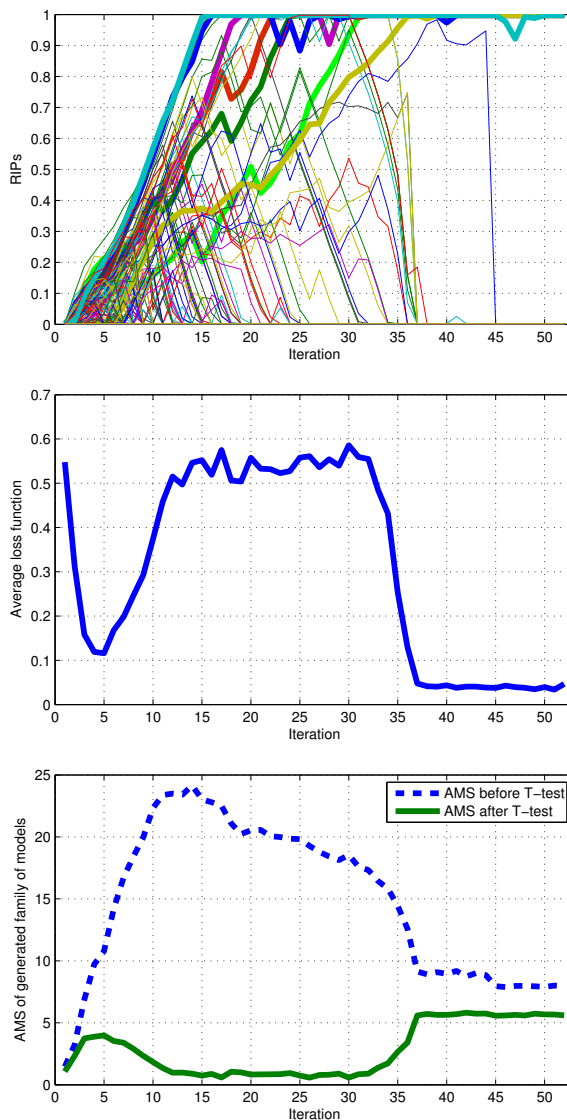 1
0.9
0.8
0.7
0.6
0.5
0.4
0.3
0.2
0.1
0
RIPs
0 5 10 15 20 25 30 35 40 45 50
Iteration
0.7
0.6
0.5
0.4
0.3
0.2
0.1
0
Average loss function
0 5 10 15 20 25 30 35 40 45 50
Iteration
25
20
15
10
5
0
AMS of generated family of models
AMS before T−test
AMS after T−test
0 5 10 15 20 25 30 35 40 45 50
Iteration